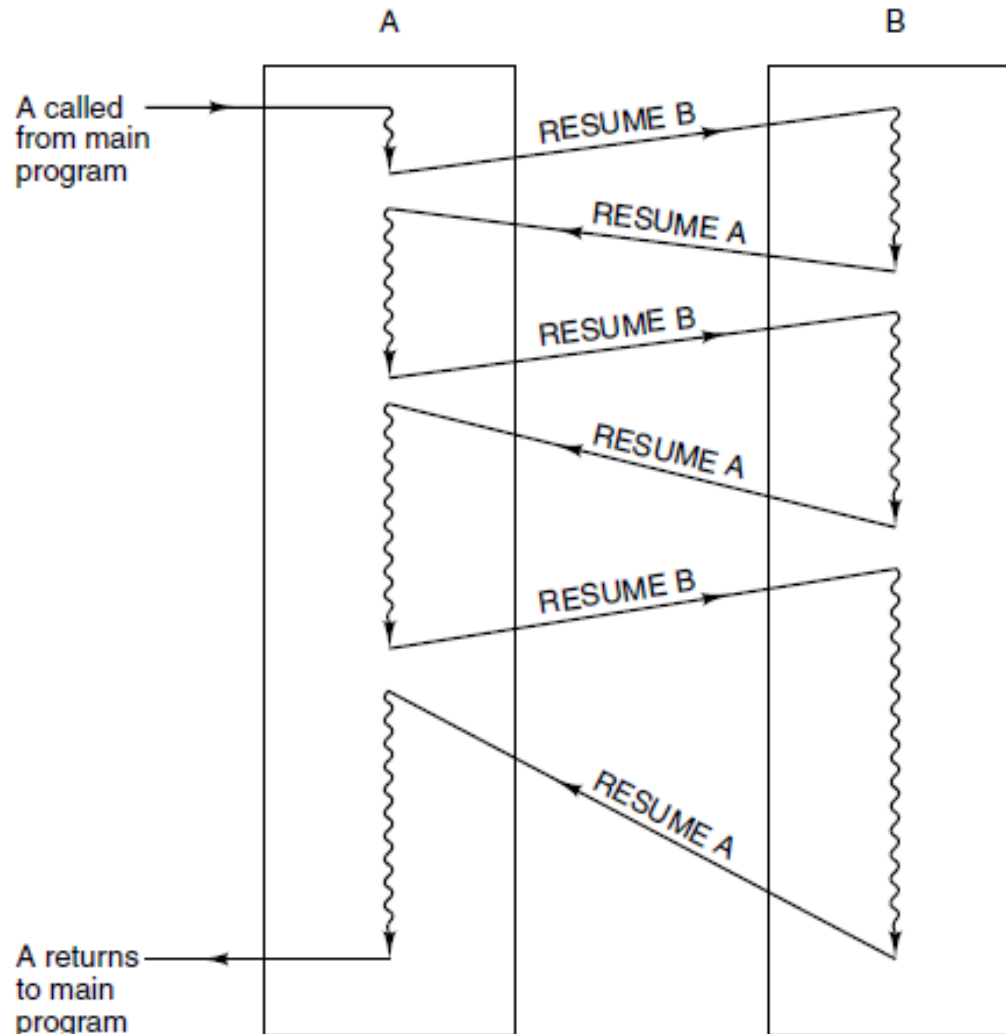 A
B
A called
from main
program
RESUME B
RESUME A
RESUME B
RESUME A
RESUME B
RESUME A
A returns
to main
program